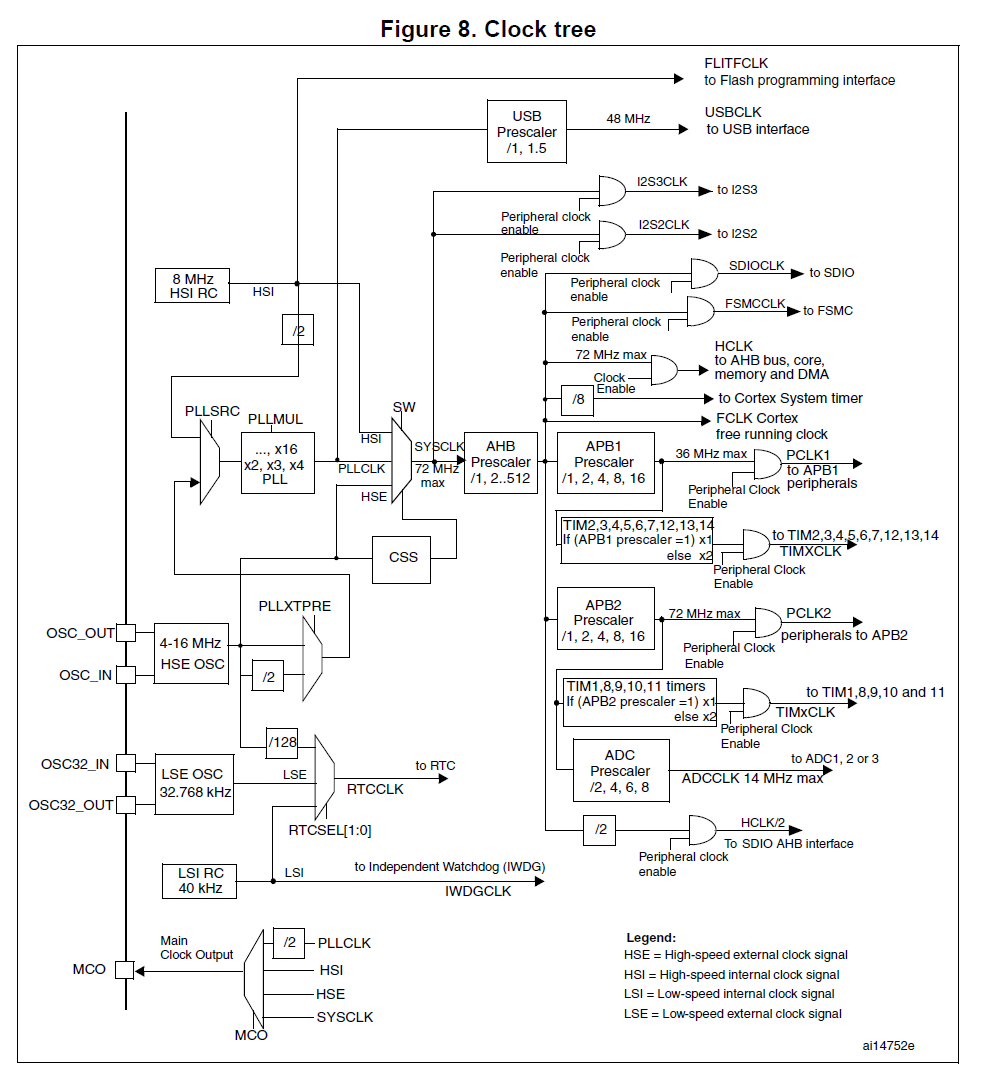 Figure 8. Clock tree
FLITFCLK
to Flash programming interface
USB
Prescaler
/1, 1.5
48 MHz
USBCLK
to USB interface
I2S3CLK
to I2S3
Peripheral clock
enable
I2S2CLK
to I2S2
Peripheral clock
enable
SDIOCLK
to SDIO
Peripheral clock
enable
FSMCCLK
to FSMC
Peripheral clock
enable
8 MHz
HSI RC
HSI
/2
72 MHz max
Clock
Enable
HCLK
to AHB bus, core,
memory and DMA
/8
to Cortex System timer
FCLK Cortex
free running clock
PLLSRC
PLLMUL
..., x16
x2, x3, x4
PLL
SW
HSI
PLLCLK
HSE
SYSCLK
72 MHz
max
AHB
Prescaler
/1, 2..512
APB1
Prescaler
/1, 2, 4, 8, 16
36 MHz max
PCLK1
to APB1
peripherals
Peripheral Clock
Enable
TIM2,3,4,5,6,7,12,13,14
If (APB1 prescaler =1) x1
else x2
to TIM2,3,4,5,6,7,12,13,14
TIMXCLK
Peripheral Clock
Enable
CSS
PLLXTPRE
OSC_OUT
OSC_IN
4-16 MHz
HSE OSC
/2
APB2
Prescaler
/1, 2, 4, 8, 16
72 MHz max
PCLK2
peripherals to APB2
Peripheral Clock
Enable
TIM1,8,9,10,11 timers
If (APB2 prescaler =1) x1
else x2
to TIM1,8,9,10 and 11
TIMxCLK
Peripheral Clock
Enable
/128
OSC32_IN
OSC32_OUT
LSE OSC
32.768 kHz
LSE
to RTC
RTCCLK
RTCSEL[1:0]
ADC
Prescaler
/2, 4, 6, 8
to ADC1, 2 or 3
ADCCLK 14 MHz max
/2
HCLK/2
To SDIO AHB interface
Peripheral clock
enable
LSI RC
40 kHz
LSI
to Independent Watchdog (IWDG)
IWDGCLK
MCO
Main
Clock Output
/2
PLLCLK
HSI
HSE
SYSCLK
MCO
Legend:
HSE = High-speed external clock signal
HSI = High-speed internal clock signal
LSI = Low-speed internal clock signal
LSE = Low-speed external clock signal
ai14752e